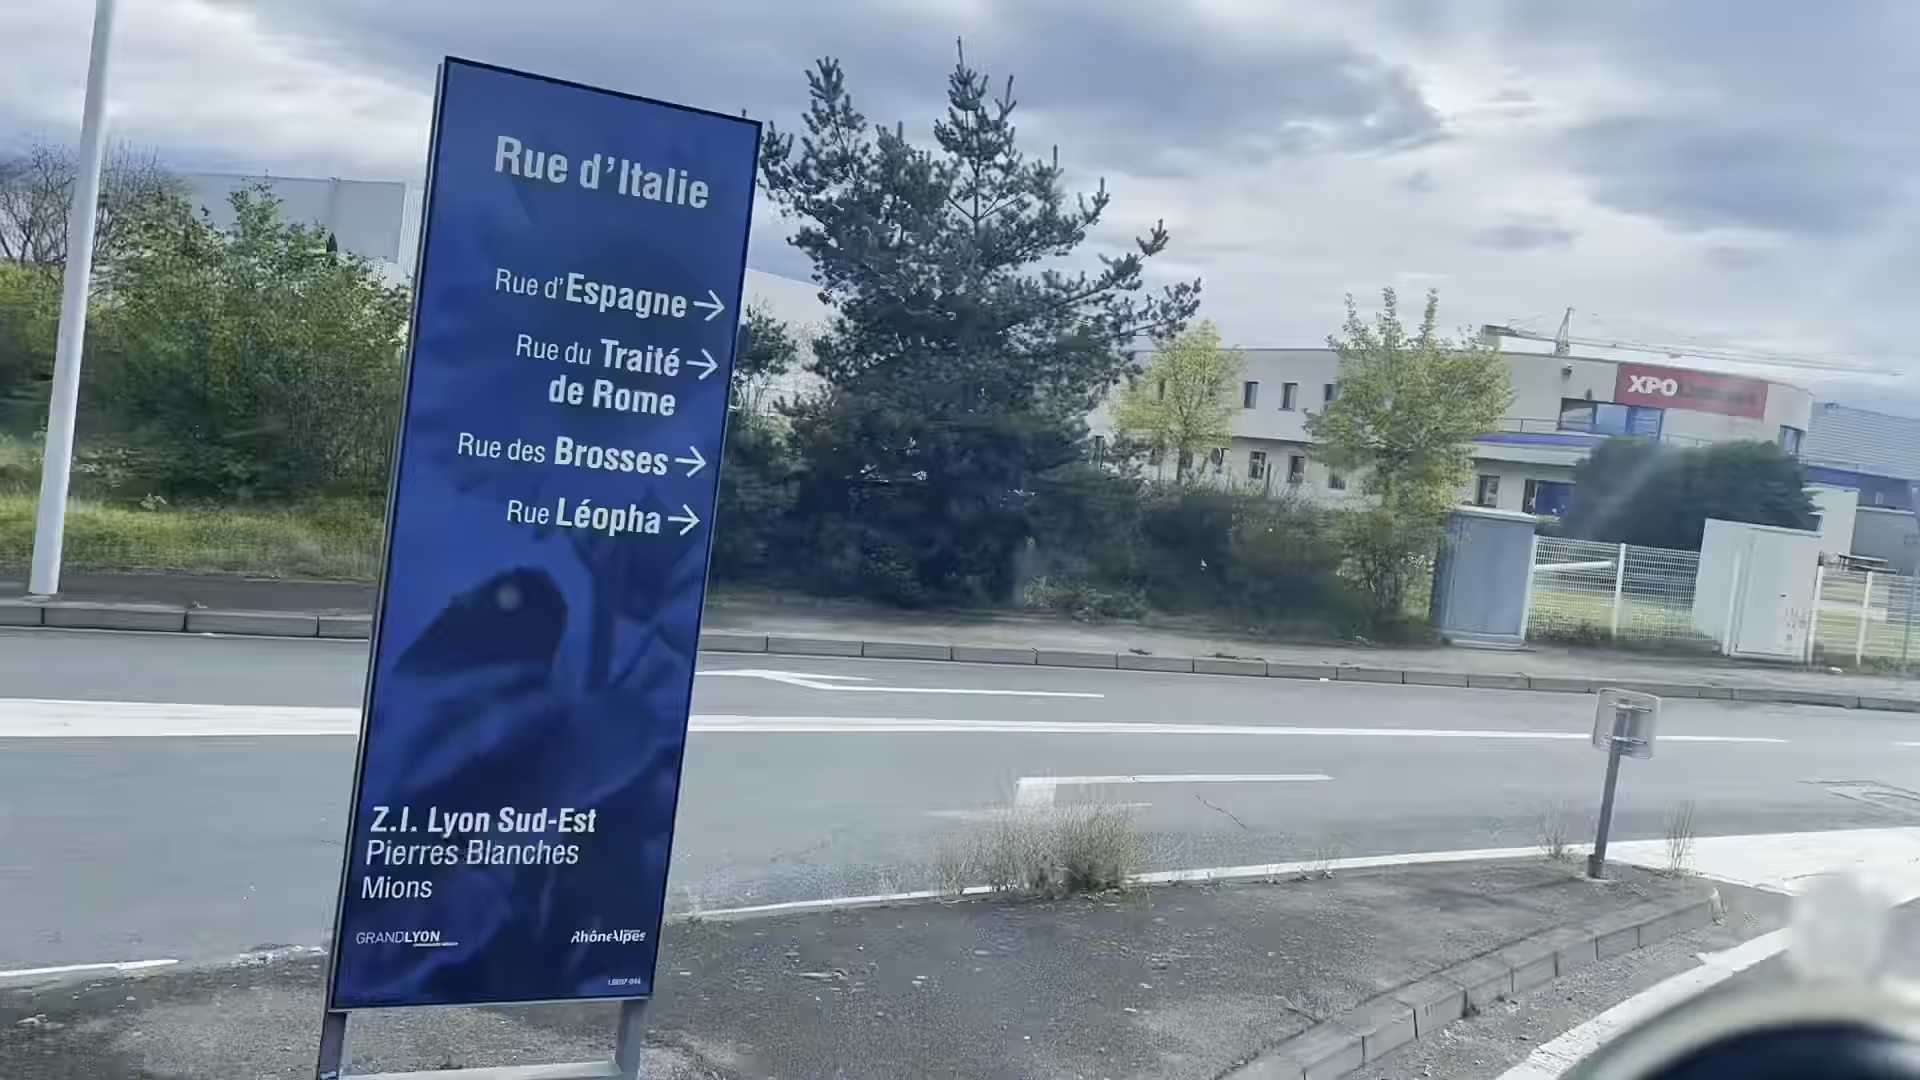 Rue d'Italie
Rue d'Espagne →
Rue du Traité →
de Rome
Rue des Brosses →
Rue Léopha →
Z.I. Lyon Sud-Est
Pierres Blanches
Mions
GRANDLYON
RhôneAlpes
XPO